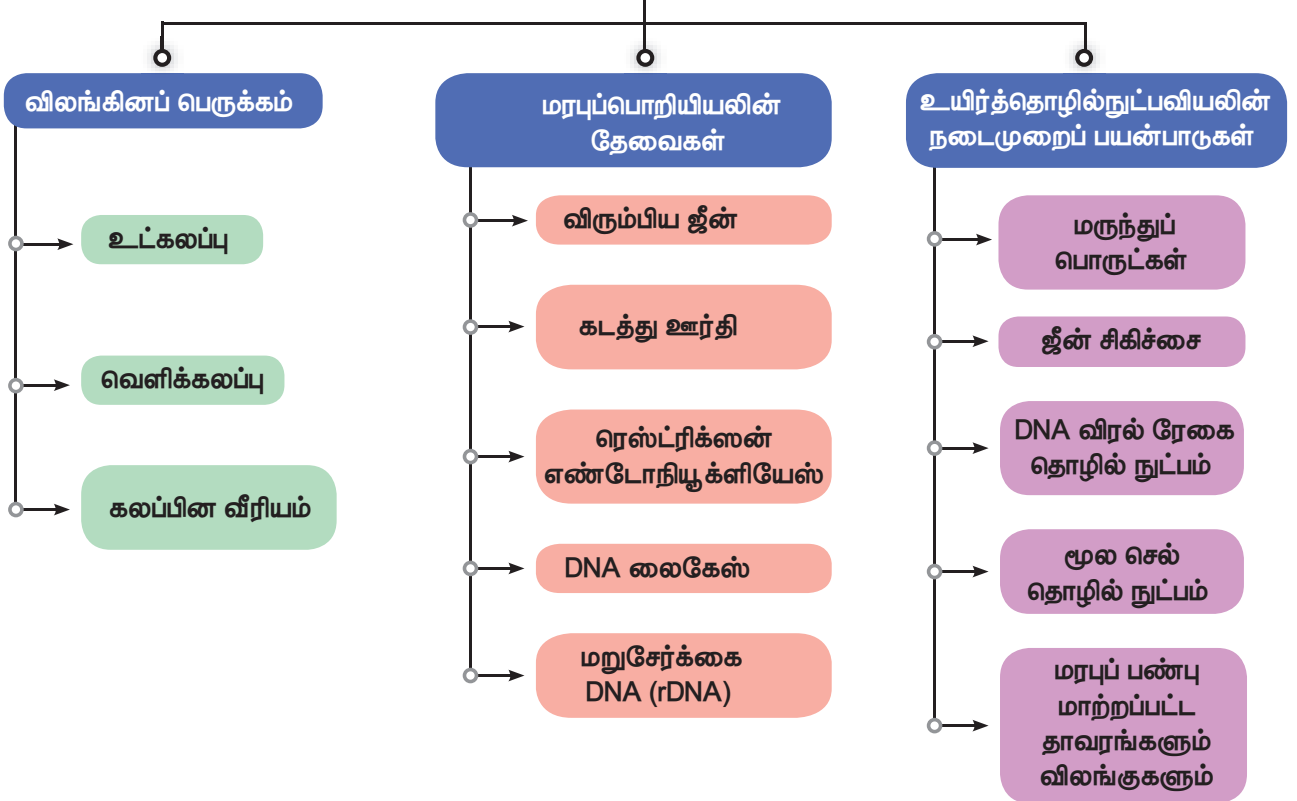 விலங்கினப் பெருக்கம்
உட்கலப்பு
வெளிக்கலப்பு
கலப்பின வீரியம்
மரபுப்பொறியியலின்
தேவைகள்
விரும்பிய ஜீன்
கடத்து ஊர்தி
ரெஸ்ட்ரிக்ஸன்
எண்டோநியூக்ளியேஸ்
DNA லைகேஸ்
மறுசேர்க்கை
DNA (rDNA)
உயிர்த்தொழில்நுட்பவியலின்
நடைமுறைப் பயன்பாடுகள்
மருந்துப்
பொருட்கள்
ஜீன் சிகிச்சை
DNA விரல் ரேகை
தொழில் நுட்பம்
மூல செல்
தொழில் நுட்பம்
மரபுப் பண்பு
மாற்றப்பட்ட
தாவரங்களும்
விலங்குகளும்